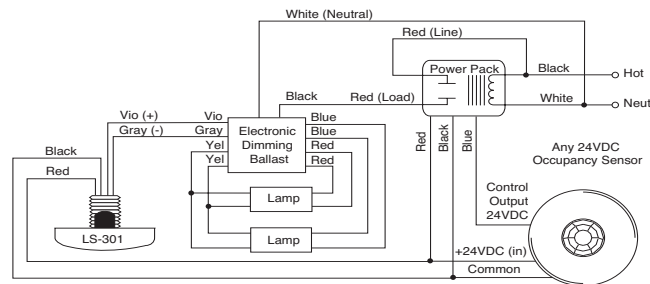 White (Neutral)
Red (Line)
Power Pack
Black
Hot
Black
Red (Load)
White
Neut
Vio (+)
Vio
Blue
Gray (-)
Gray
Electronic
Dimming
Ballast
Blue
Black
Yel
Red
Red
Yel
Red
Red
Black
Blue
Any 24VDC
Occupancy Sensor
Lamp
Control
Output
24VDC
LS-301
Lamp
+24VDC (in)
Common